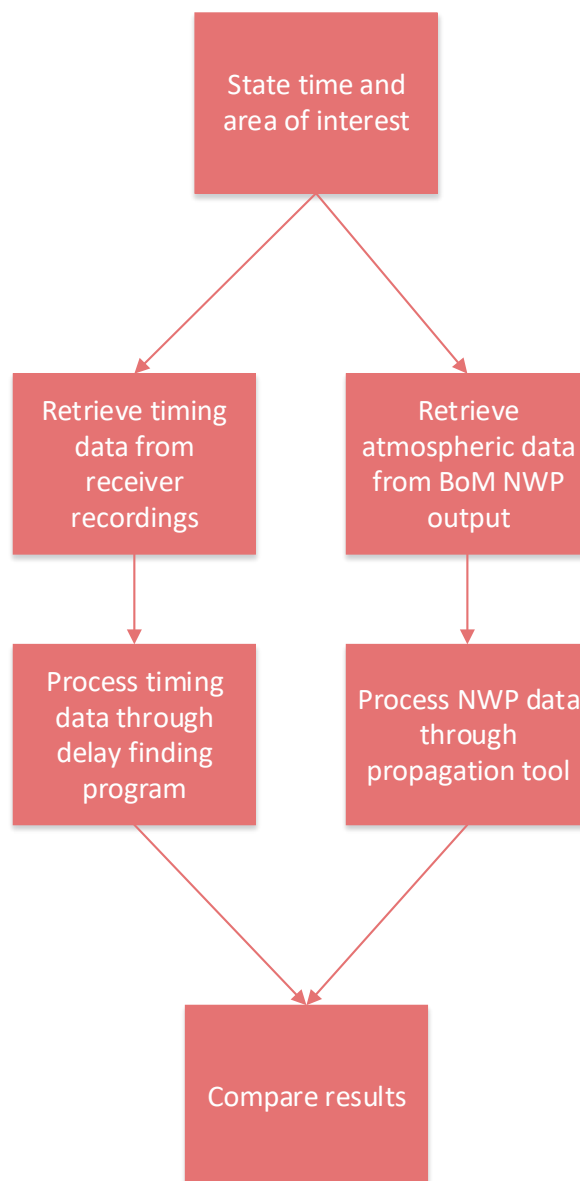 State time and
area of interest
Retrieve timing
data from
receiver
recordings
Retrieve
atmospheric data
from BoM NWP
output
Process timing
data through
delay finding
program
Process NWP data
through
propagation tool
Compare results